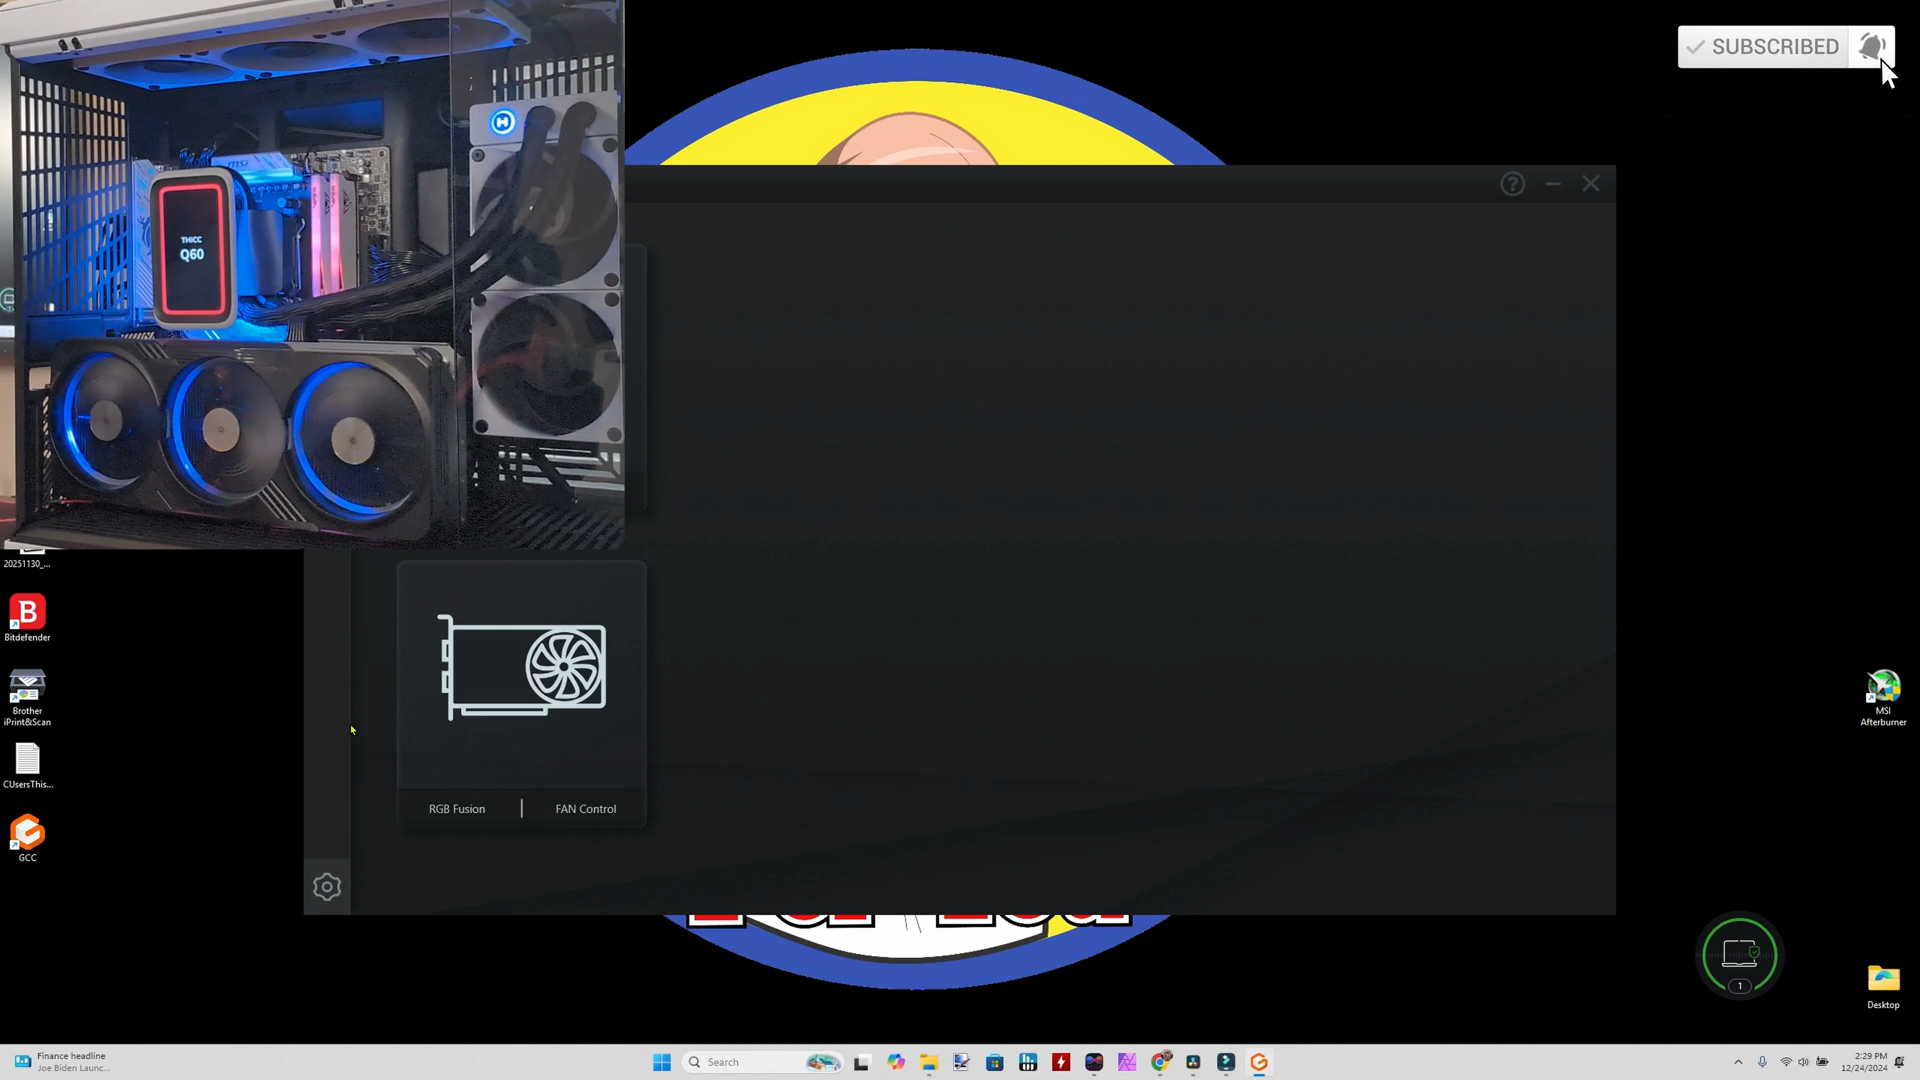 SUBSCRIBED
msi
THICC
Q60
20251130_...
Bitdefender
Brother
iPrint&Scan
CUsersThis...
GCC
RGB Fusion | FAN Control
MSI
Afterburner
1
Desktop
Finance headline
Joe Biden Launc...
Search
2:29 PM
12/24/2024